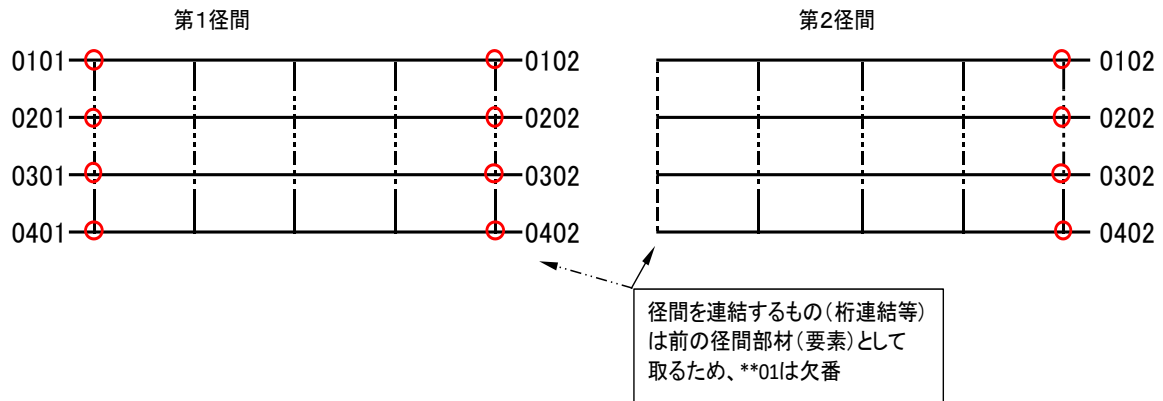 第1径間
第2径間
0101 0102 0102
0201 0202 0202
0301 0302 0302
0401 0402 0402
径間を連結するもの(桁連結等)
は前の径間部材(要素)として
取るため、**01は欠番